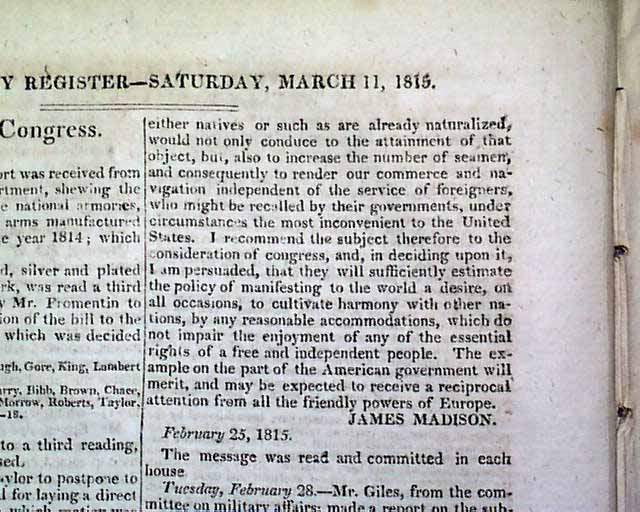 Y REGISTER—SATURDAY, MARCH 11, 1815.
Congress.
ort was received from
rtment, shewing the
e national armories,
arms manufactured
e year 1814; which
d, silver and plated
rk, was read a third
y Mr. Fromentin to
ion of the bill to the
which was decided
ugh, Gore, King, Lambert
arry, Bibb, Brown, Chace,
Morrow, Roberts, Taylor,
—18.
to a third reading,
sed.
aylor to postpone to
l for laying a direct
which motion was
either natives or such as are already naturalized,
would not only conduce to the attainment of that
object, but, also to increase the number of seamen,
and consequently to render our commerce and na-
vigation independent of the service of foreigners,
who might be recalled by their governments, under
circumstances the most inconvenient to the United
States. I recommend the subject therefore to the
consideration of congress, and, in deciding upon it,
I am persuaded, that they will sufficiently estimate
the policy of manifesting to the world a desire, on
all occasions, to cultivate harmony with other na-
tions, by any reasonable accommodations, which do
not impair the enjoyment of any of the essential
rights of a free and independent people. The ex-
ample on the part of the American government will
merit, and may be expected to receive a reciprocal
attention from all the friendly powers of Europe.
JAMES MADISON.
February 25, 1815.
The message was read and committed in each
house
Tuesday, February 28.—Mr. Giles, from the com-
mittee on military affairs; made a report on the sub-